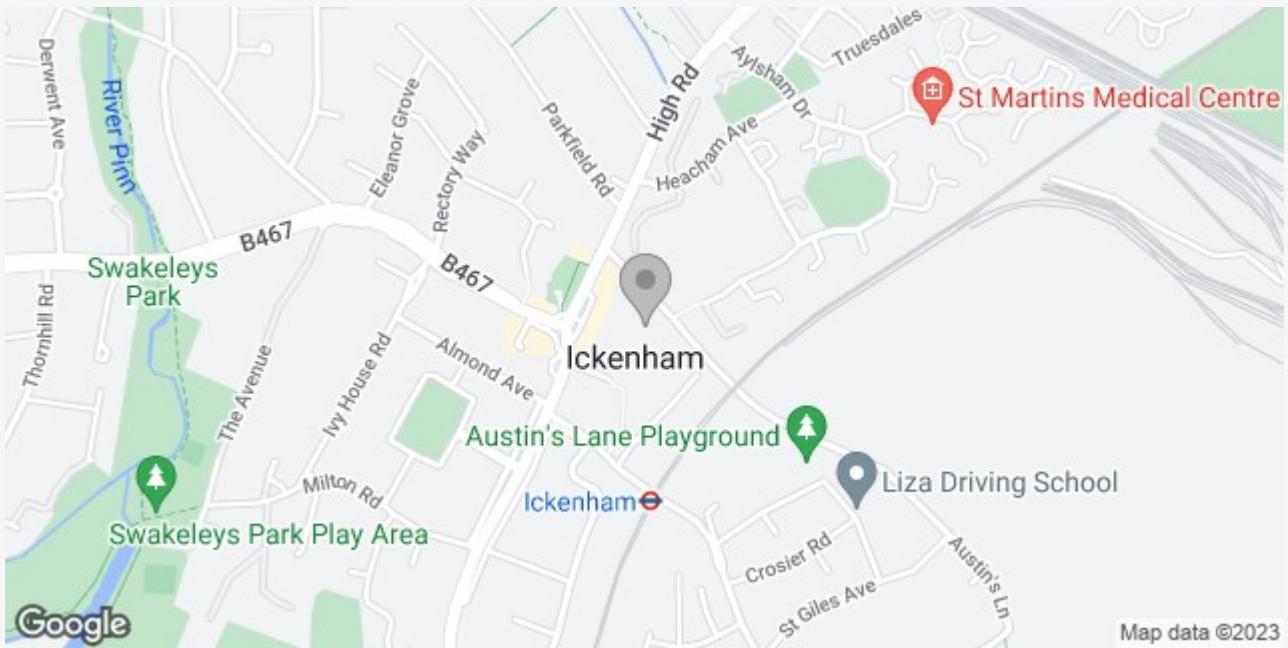 Derwent Ave
River Pinn
Eleanor Grove
Rectory Way
Parkfield Rd
High Rd
Aylsham Dr
Truesdales
Heacham Ave
St Martins Medical Centre
B467
B467
Swakeleys
Park
Thornhill Rd
The Avenue
Ivy House Rd
Almond Ave
Ickenham
Austin's Lane Playground
Liza Driving School
Ickenham
Milton Rd
Swakeleys Park Play Area
Crosier Rd
St Giles Ave
Austin's Ln
Google
Map data ©2023